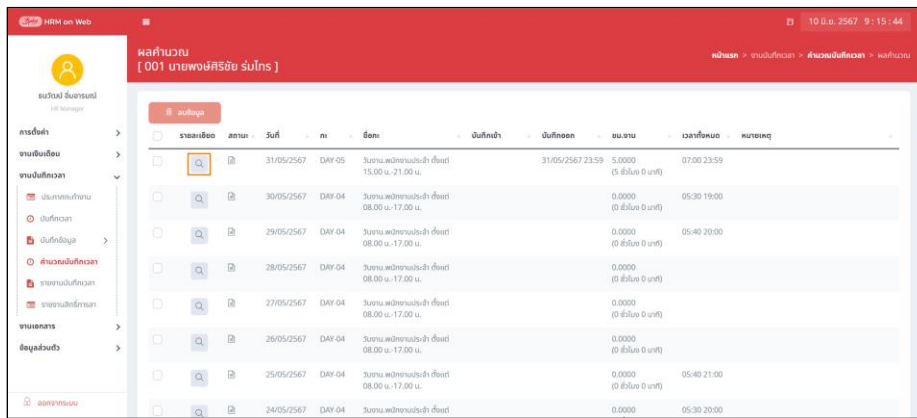 HRM on Web
10 มิ.ย. 2567 9:15:44
ผลคำนวณ
[ 001 นายพงษ์ศิริชัย ร่มไทร ]
หน้าแรก > งานบันทึกเวลา > คำนวณบันทึกเวลา > ผลคำนวณ
HR Manager
การตั้งค่า
งานเงินเดือน
งานบันทึกเวลา
ประเภทกะทำงาน
บันทึกเวลา
บันทึกข้อมูล
คำนวณบันทึกเวลา
รายงานบันทึกเวลา
รายงานสิทธิ์การลา
งานเอกสาร
ข้อมูลส่วนตัว
ออกจากระบบ
ลบข้อมูล
รายละเอียด สถานะ วันที่ กะ ชื่อกะ บันทึกเข้า บันทึกออก ชม.งาน เวลาทั้งหมด หมายเหตุ
31/05/2567 DAY-05 วันงาน.พนักงานประจำ ตั้งแต่ 31/05/2567 23:59 5.0000 07:00 23:59
15.00 น.-21.00 น. (5 ชั่วโมง 0 นาที)
30/05/2567 DAY-04 วันงาน.พนักงานประจำ ตั้งแต่ 0.0000 05:30 19:00
08.00 น.-17.00 น. (0 ชั่วโมง 0 นาที)
29/05/2567 DAY-04 วันงาน.พนักงานประจำ ตั้งแต่ 0.0000 05:40 20:00
08.00 น.-17.00 น. (0 ชั่วโมง 0 นาที)
28/05/2567 DAY-04 วันงาน.พนักงานประจำ ตั้งแต่ 0.0000
08.00 น.-17.00 น. (0 ชั่วโมง 0 นาที)
27/05/2567 DAY-04 วันงาน.พนักงานประจำ ตั้งแต่ 0.0000
08.00 น.-17.00 น. (0 ชั่วโมง 0 นาที)
26/05/2567 DAY-04 วันงาน.พนักงานประจำ ตั้งแต่ 0.0000
08.00 น.-17.00 น. (0 ชั่วโมง 0 นาที)
25/05/2567 DAY-04 วันงาน.พนักงานประจำ ตั้งแต่ 0.0000 05:40 21:00
08.00 น.-17.00 น. (0 ชั่วโมง 0 นาที)
24/05/2567 DAY-04 วันงาน.พนักงานประจำ ตั้งแต่ 0.0000 05:30 20:00